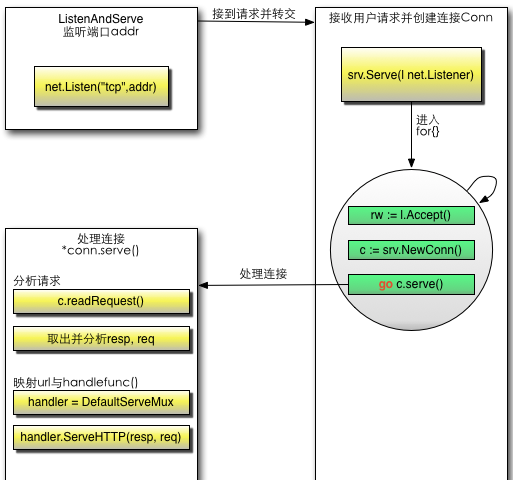 ListenAndServe
监听端口addr
net.Listen("tcp",addr)
接到请求并转交
接收用户请求并创建连接Conn
srv.Serve(l net.Listener)
进入
for{}
rw := l.Accept()
c := srv.NewConn()
go c.serve()
处理连接
处理连接
*conn.serve()
分析请求
c.readRequest()
取出并分析resp, req
映射url与handlefunc()
handler = DefaultServeMux
handler.ServeHTTP(resp, req)